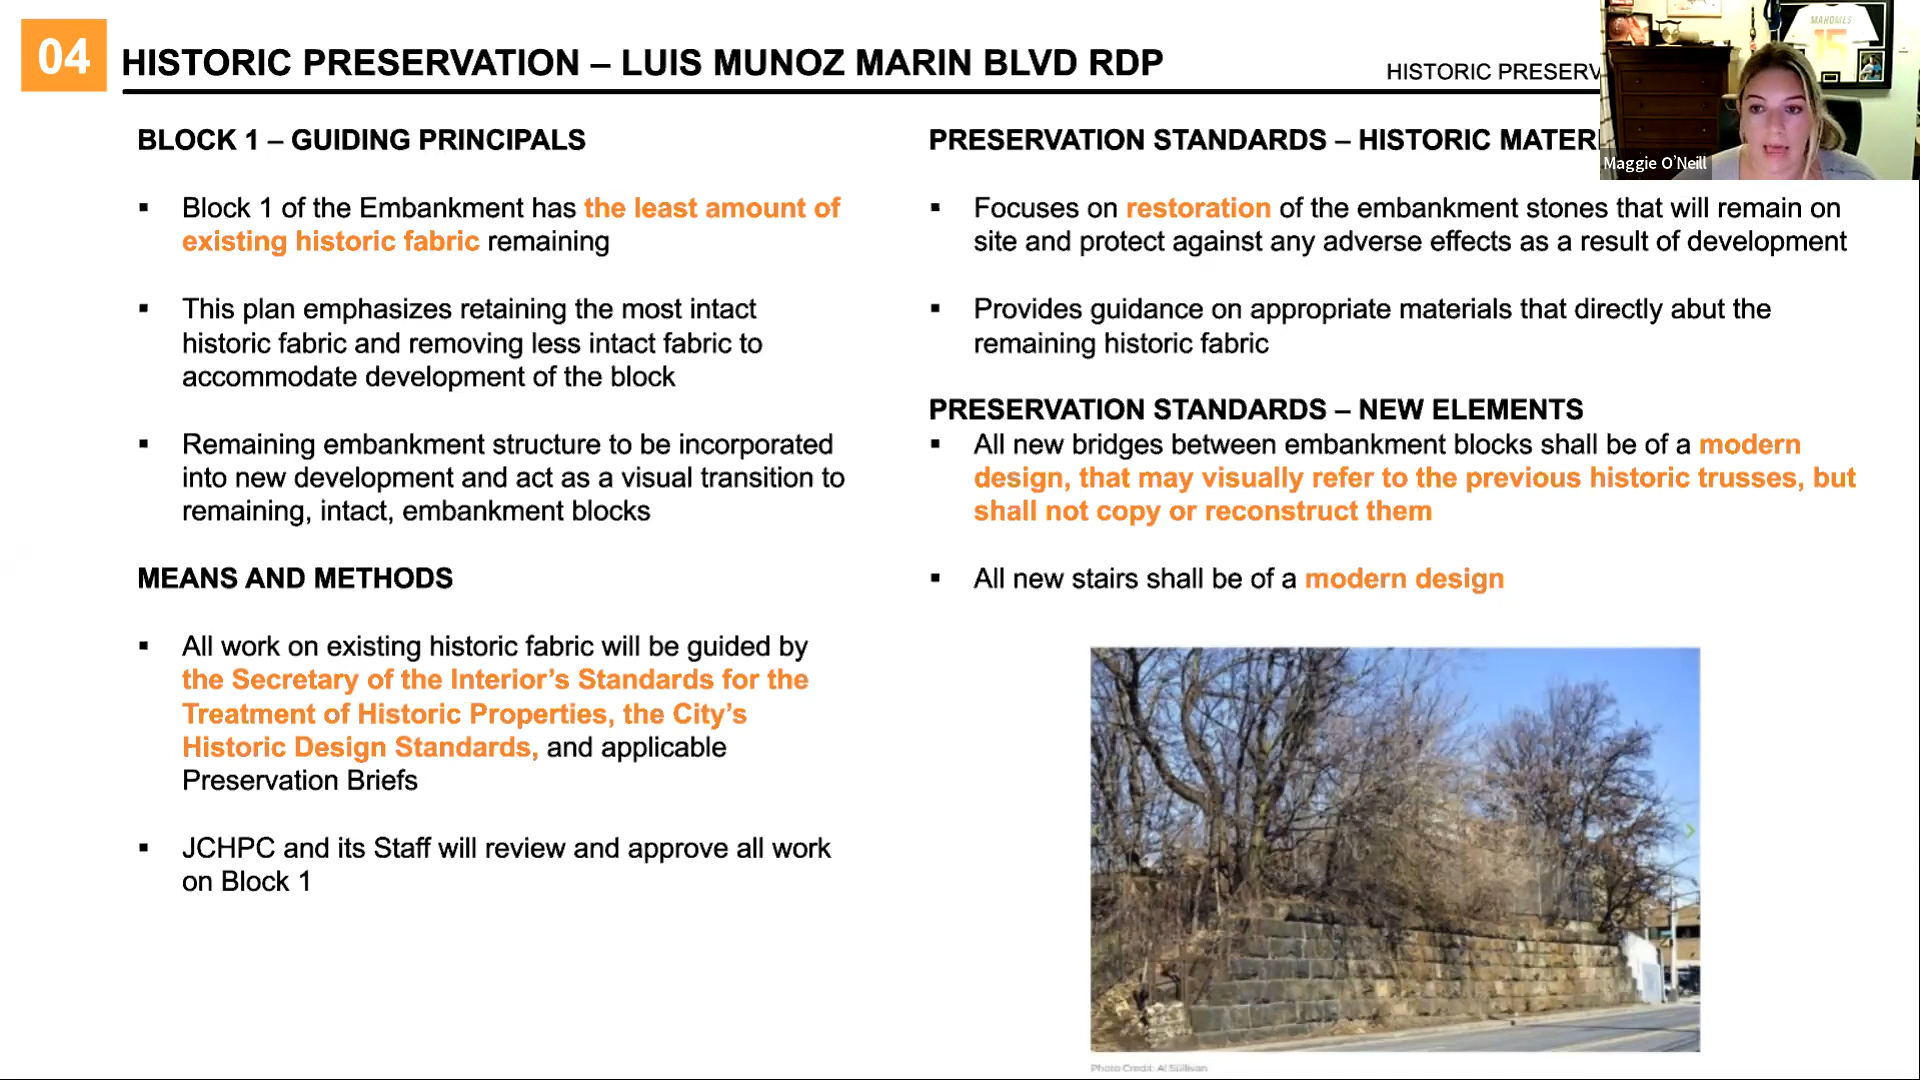 04
HISTORIC PRESERVATION – LUIS MUNOZ MARIN BLVD RDP
HISTORIC PRESERV
MAHOMES
15
Maggie O'Neill
BLOCK 1 – GUIDING PRINCIPALS
▪ Block 1 of the Embankment has the least amount of
existing historic fabric remaining
▪ This plan emphasizes retaining the most intact
historic fabric and removing less intact fabric to
accommodate development of the block
▪ Remaining embankment structure to be incorporated
into new development and act as a visual transition to
remaining, intact, embankment blocks
MEANS AND METHODS
▪ All work on existing historic fabric will be guided by
the Secretary of the Interior’s Standards for the
Treatment of Historic Properties, the City’s
Historic Design Standards, and applicable
Preservation Briefs
▪ JCHPC and its Staff will review and approve all work
on Block 1
PRESERVATION STANDARDS – HISTORIC MATERI
▪ Focuses on restoration of the embankment stones that will remain on
site and protect against any adverse effects as a result of development
▪ Provides guidance on appropriate materials that directly abut the
remaining historic fabric
PRESERVATION STANDARDS – NEW ELEMENTS
▪ All new bridges between embankment blocks shall be of a modern
design, that may visually refer to the previous historic trusses, but
shall not copy or reconstruct them
▪ All new stairs shall be of a modern design
Photo Credit: Al Sullivan